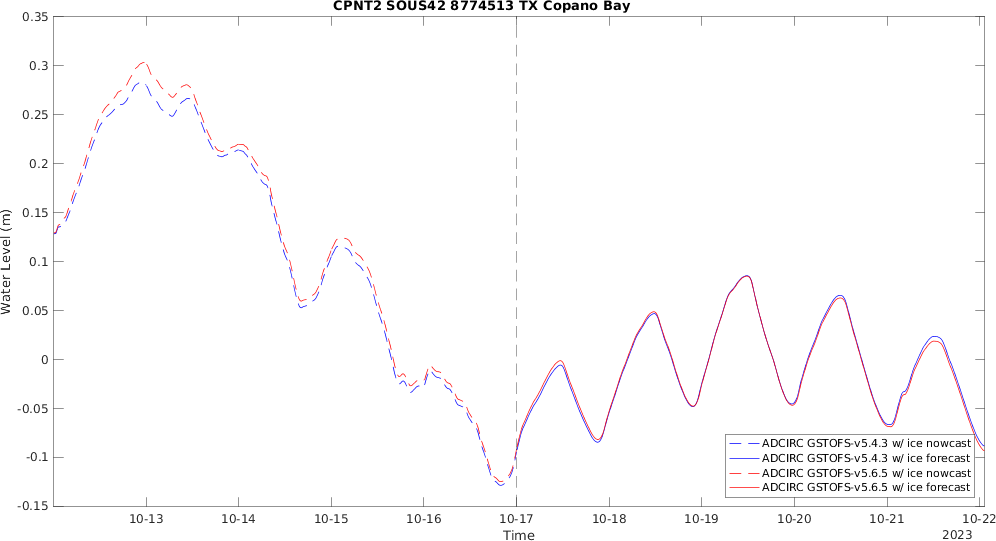 CPNT2 SOUS42 8774513 TX Copano Bay
0.35
0.3
0.25
0.2
0.15
0.1
0.05
0
-0.05
-0.1
-0.15
Water Level (m)
ADCIRC GSTOFS-v5.4.3 w/ ice nowcast
ADCIRC GSTOFS-v5.4.3 w/ ice forecast
ADCIRC GSTOFS-v5.6.5 w/ ice nowcast
ADCIRC GSTOFS-v5.6.5 w/ ice forecast
10-13 10-14 10-15 10-16 10-17 10-18 10-19 10-20 10-21 10-22
Time
2023